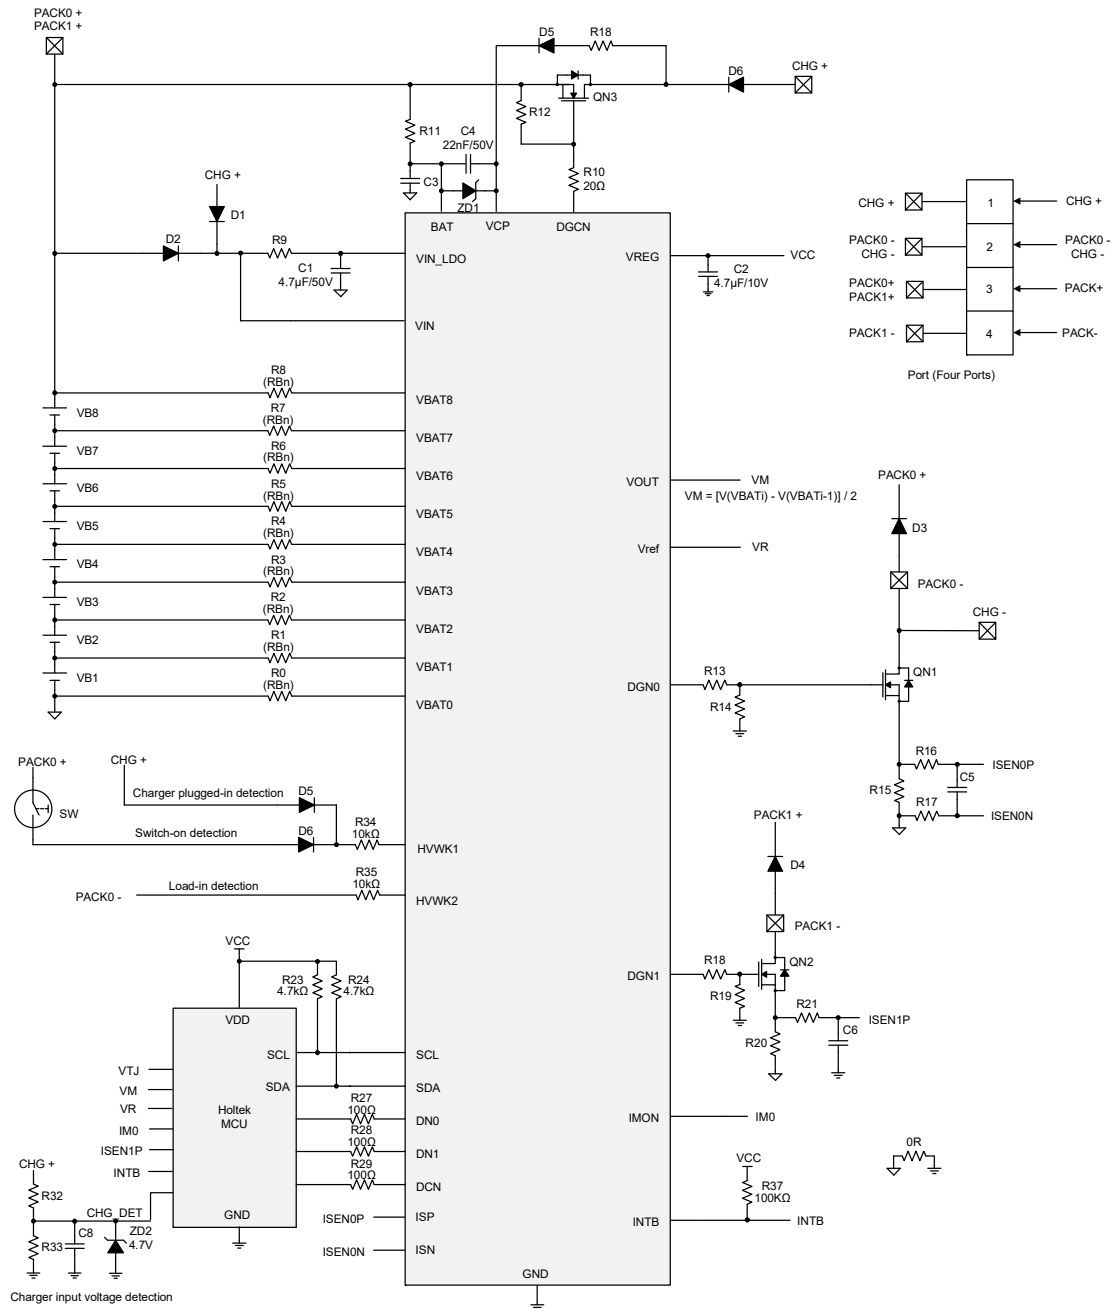 PACK0 +
PACK1 +
D5
R18
CHG +
D6
QN3
R12
R11
C4
22nF/50V
R10
20Ω
C3
ZD1
CHG +
D1
D2
R9
C1
4.7μF/50V
BAT
VCP
DGCN
VIN_LDO
VIN
VREG
VCC
C2
4.7μF/10V
CHG +
1
CHG +
PACK0 -
CHG -
2
PACK0 -
CHG -
PACK0+
PACK1+
3
PACK+
PACK1 -
4
PACK-
Port (Four Ports)
R8
(RBn)
VBAT8
VB8
R7
(RBn)
VBAT7
VB7
R6
(RBn)
VBAT6
VB6
R5
(RBn)
VBAT5
VB5
R4
(RBn)
VBAT4
VB4
R3
(RBn)
VBAT3
VB3
R2
(RBn)
VBAT2
VB2
R1
(RBn)
VBAT1
VB1
R0
(RBn)
VBAT0
VOUT
VM
VM = [V(VBATi) - V(VBATi-1)] / 2
Vref
VR
PACK0 +
D3
PACK0 -
CHG -
QN1
DGN0
R13
R14
R16
ISEN0P
R15
C5
R17
ISEN0N
PACK0 +
CHG +
SW
Charger plugged-in detection
D5
Switch-on detection
D6
R34
10kΩ
HVWK1
PACK0 -
Load-in detection
R35
10kΩ
HVWK2
PACK1 +
D4
PACK1 -
QN2
DGN1
R18
R19
R21
ISEN1P
R20
C6
VCC
R23
4.7kΩ
R24
4.7kΩ
VDD
SCL
SCL
SDA
SDA
Holtek
MCU
VTJ
VM
VR
IM0
ISEN1P
INTB
R27
100Ω
DN0
R28
100Ω
DN1
R29
100Ω
DCN
GND
CHG +
R32
CHG_DET
R33
C8
ZD2
4.7V
Charger input voltage detection
ISEN0P
ISP
ISEN0N
ISN
IMON
IM0
0R
VCC
R37
100KΩ
INTB
INTB
GND